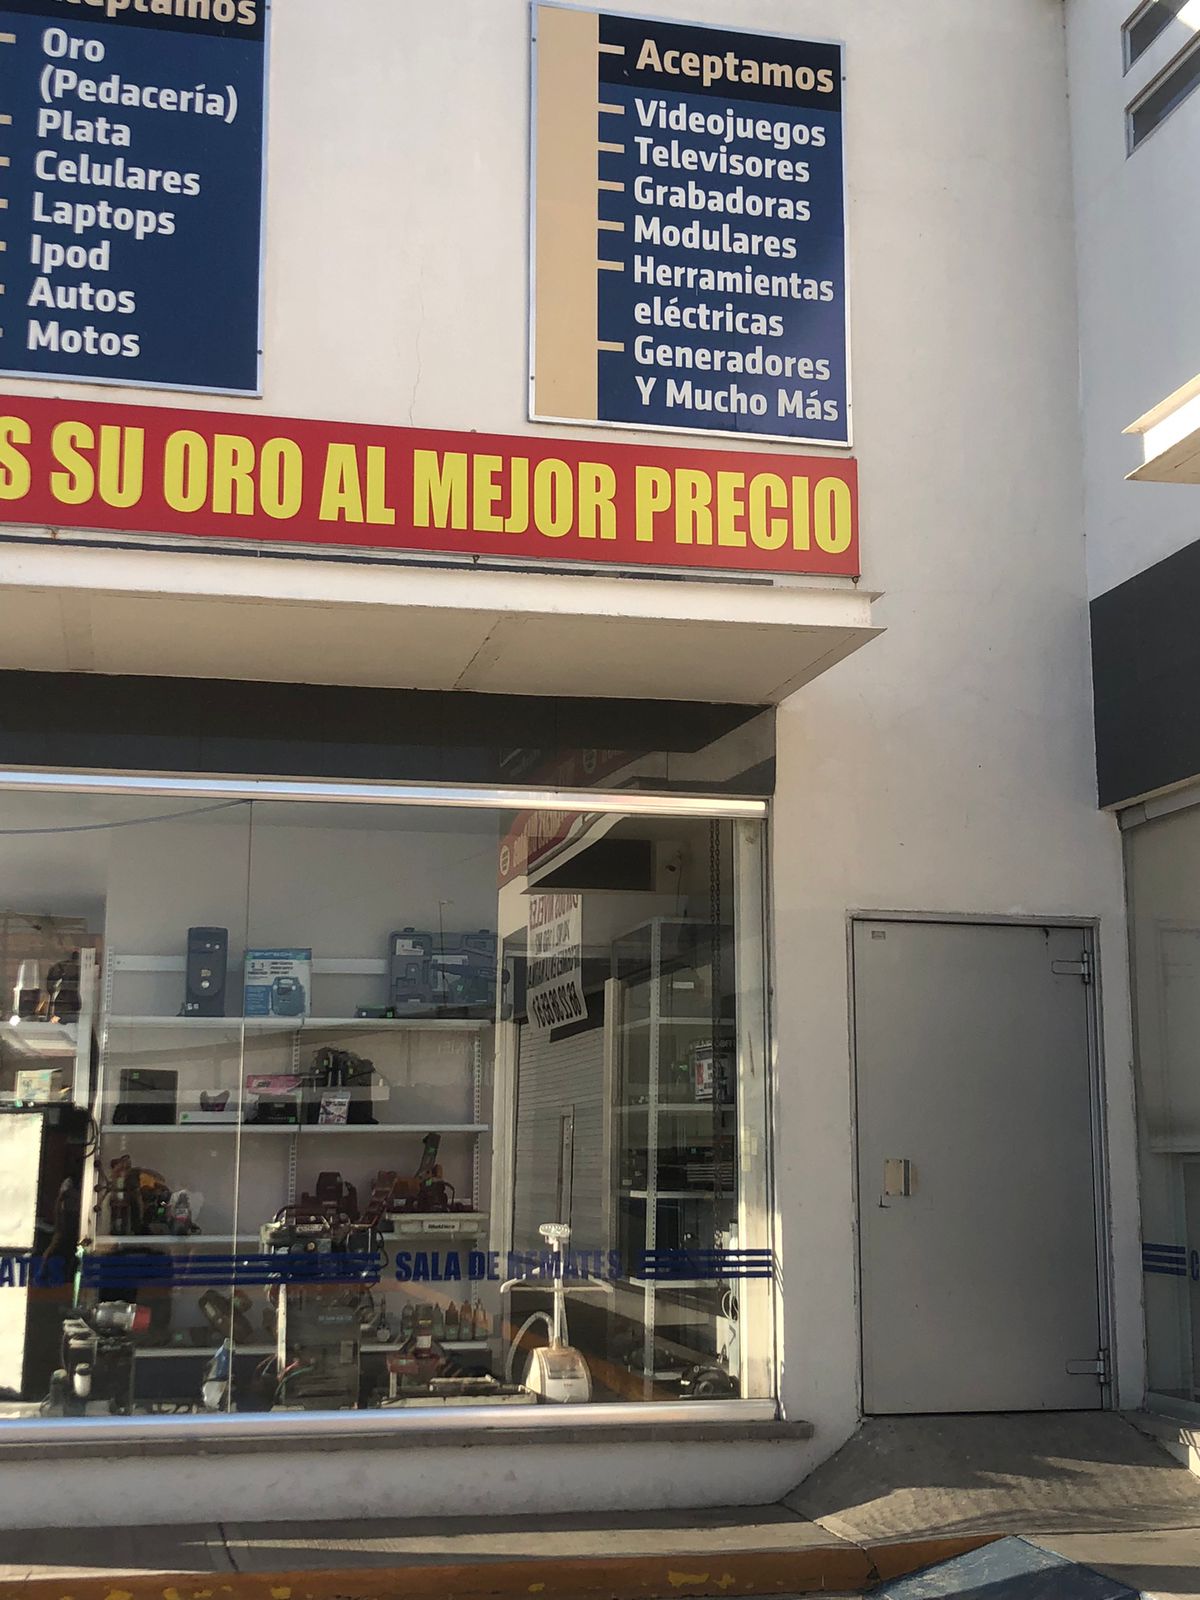 Aceptamos
Oro
(Pedacería)
Plata
Celulares
Laptops
Ipod
Autos
Motos
Aceptamos
Videojuegos
Televisores
Grabadoras
Modulares
Herramientas
eléctricas
Generadores
Y Mucho Más
S SU ORO AL MEJOR PRECIO
SALA DE REMATES